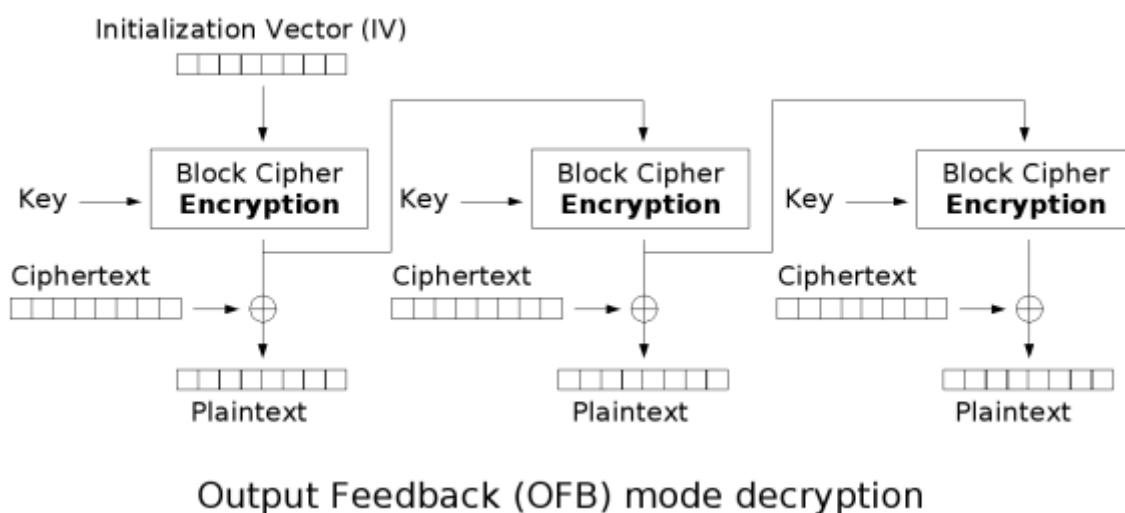 Initialization Vector (IV)
Block Cipher
Encryption
Key
Block Cipher
Encryption
Key
Block Cipher
Encryption
Key
Ciphertext
Ciphertext
Ciphertext
Plaintext
Plaintext
Plaintext
Output Feedback (OFB) mode decryption